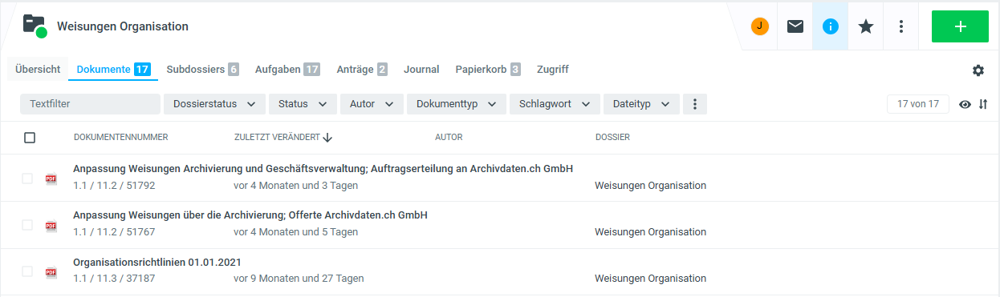 Weisungen Organisation
J
Übersicht Dokumente 17 Subdossiers 6 Aufgaben 17 Anträge 2 Journal Papierkorb 3 Zugriff
Textfilter Dossierstatus Status Autor Dokumenttyp Schlagwort Dateityp 17 von 17
DOKUMENTENNUMMER ZULETZT VERÄNDERT AUTOR DOSSIER
Anpassung Weisungen Archivierung und Geschäftsverwaltung; Auftragserteilung an Archivdaten.ch GmbH
PDF
1.1 / 11.2 / 51792 vor 4 Monaten und 3 Tagen Weisungen Organisation
Anpassung Weisungen über die Archivierung; Offerte Archivdaten.ch GmbH
PDF
1.1 / 11.2 / 51767 vor 4 Monaten und 5 Tagen Weisungen Organisation
Organisationsrichtlinien 01.01.2021
PDF
1.1 / 11.3 / 37187 vor 9 Monaten und 27 Tagen Weisungen Organisation